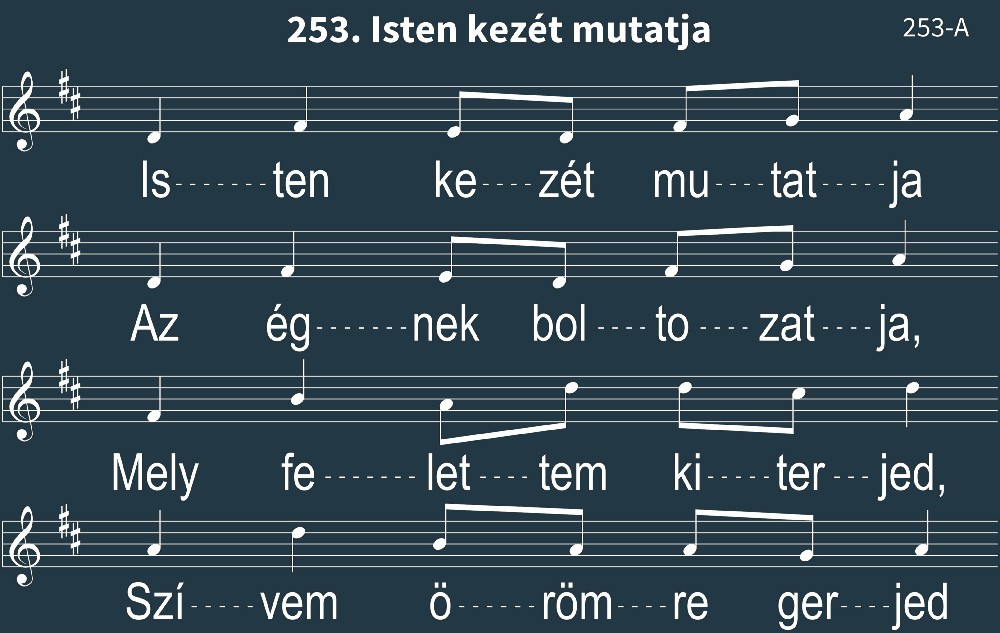 253. Isten kezét mutatja
253-A
Is------ten ke----zét mu----tat----ja
Az ég-------nek bol----to----zat----ja,
Mely fe-------let----tem ki----ter---jed,
Szí-----vem ö------röm---re ger---jed